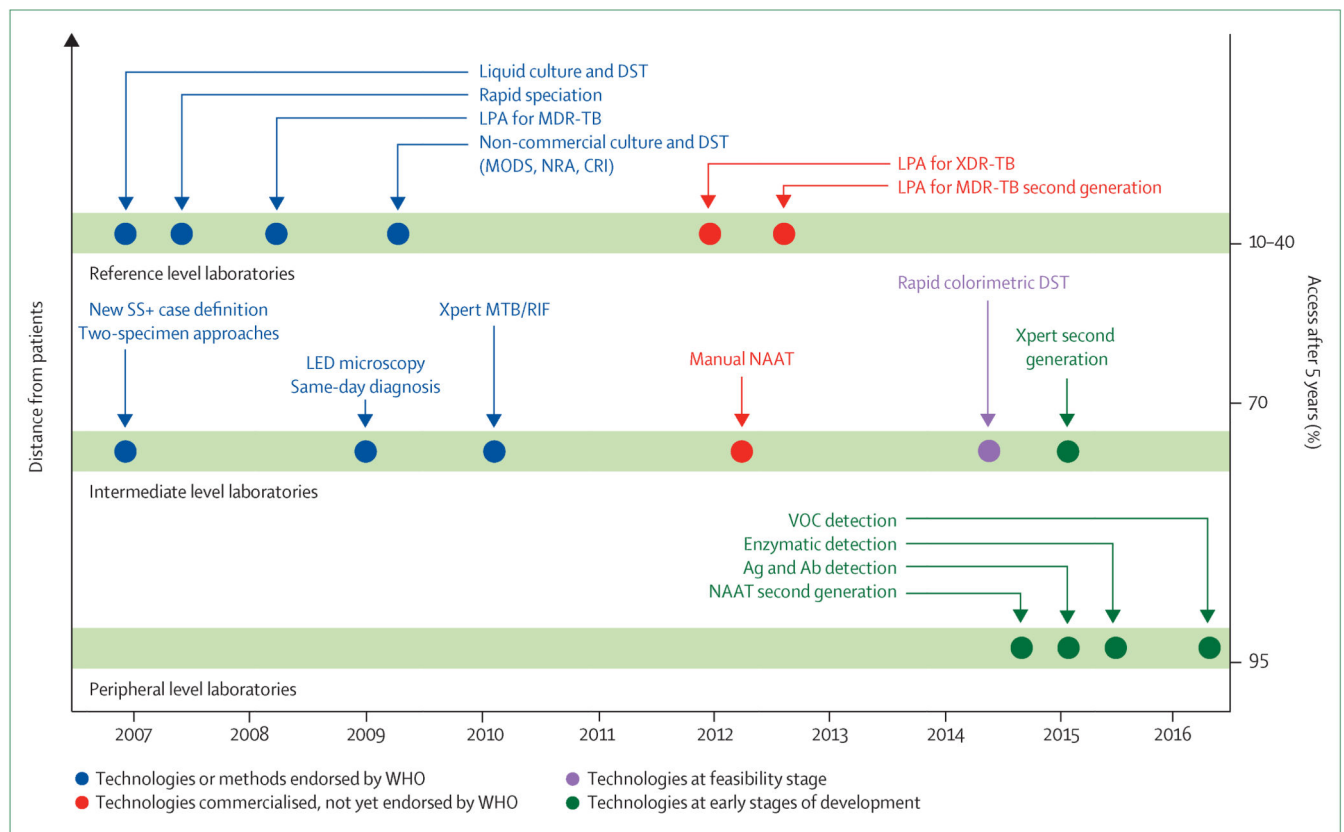 Liquid culture and DST
Rapid speciation
LPA for MDR-TB
Non-commercial culture and DST
(MODS, NRA, CRI)
LPA for XDR-TB
LPA for MDR-TB second generation
10–40
Reference level laboratories
New SS+ case definition
Two-specimen approaches
LED microscopy
Same-day diagnosis
Xpert MTB/RIF
Manual NAAT
Rapid colorimetric DST
Xpert second
generation
70
Distance from patients
Access after 5 years (%)
Intermediate level laboratories
VOC detection
Enzymatic detection
Ag and Ab detection
NAAT second generation
95
Peripheral level laboratories
2007 2008 2009 2010 2011 2012 2013 2014 2015 2016
Technologies or methods endorsed by WHO
Technologies commercialised, not yet endorsed by WHO
Technologies at feasibility stage
Technologies at early stages of development